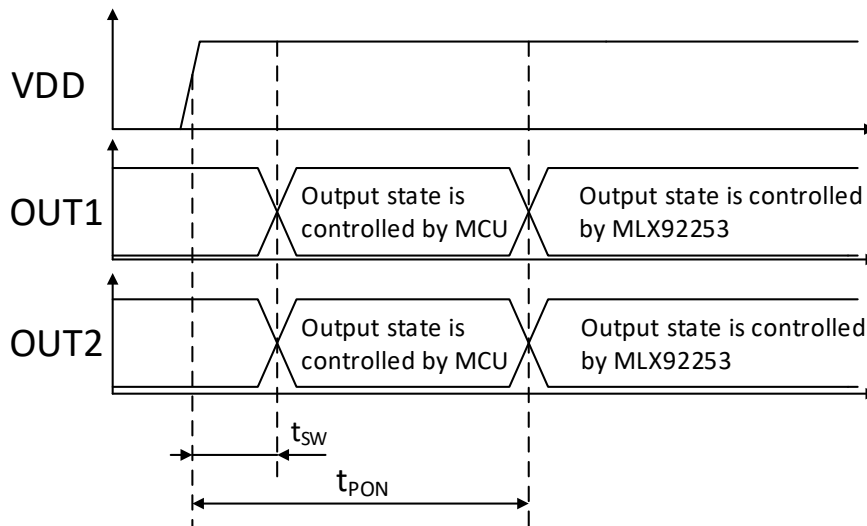 VDD
OUT1
Output state is
controlled by MCU
Output state is controlled
by MLX92253
OUT2
Output state is
controlled by MCU
Output state is controlled
by MLX92253
tSW
tPON